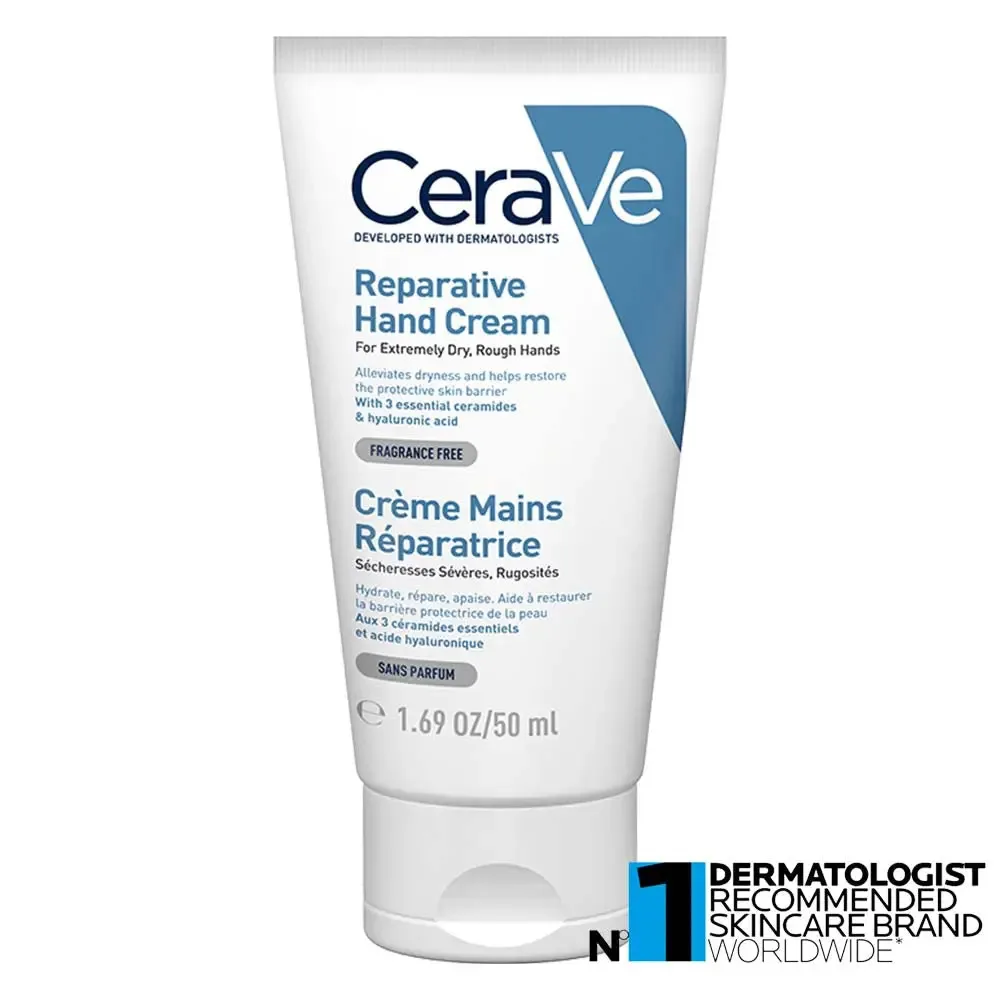 CeraVe
DEVELOPED WITH DERMATOLOGISTS
Reparative
Hand Cream
For Extremely Dry, Rough Hands
Alleviates dryness and helps restore
the protective skin barrier
With 3 essential ceramides
& hyaluronic acid
FRAGRANCE FREE
Crème Mains
Réparatrice
Sécheresses Sévères, Rugosités
Hydrate, répare, apaise. Aide à restaurer
la barrière protectrice de la peau
Aux 3 céramides essentiels
et acide hyaluronique
SANS PARFUM
℮ 1.69 OZ/50 ml
N°1
DERMATOLOGIST
RECOMMENDED
SKINCARE BRAND
WORLDWIDE*